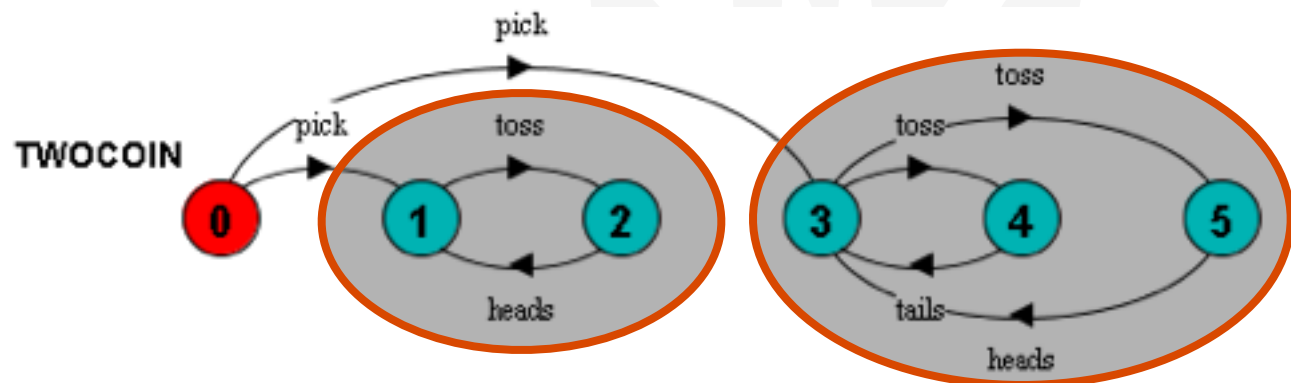 pick
toss
pick
toss
toss
TWOCOIN
0
1
2
3
4
5
heads
tails
heads